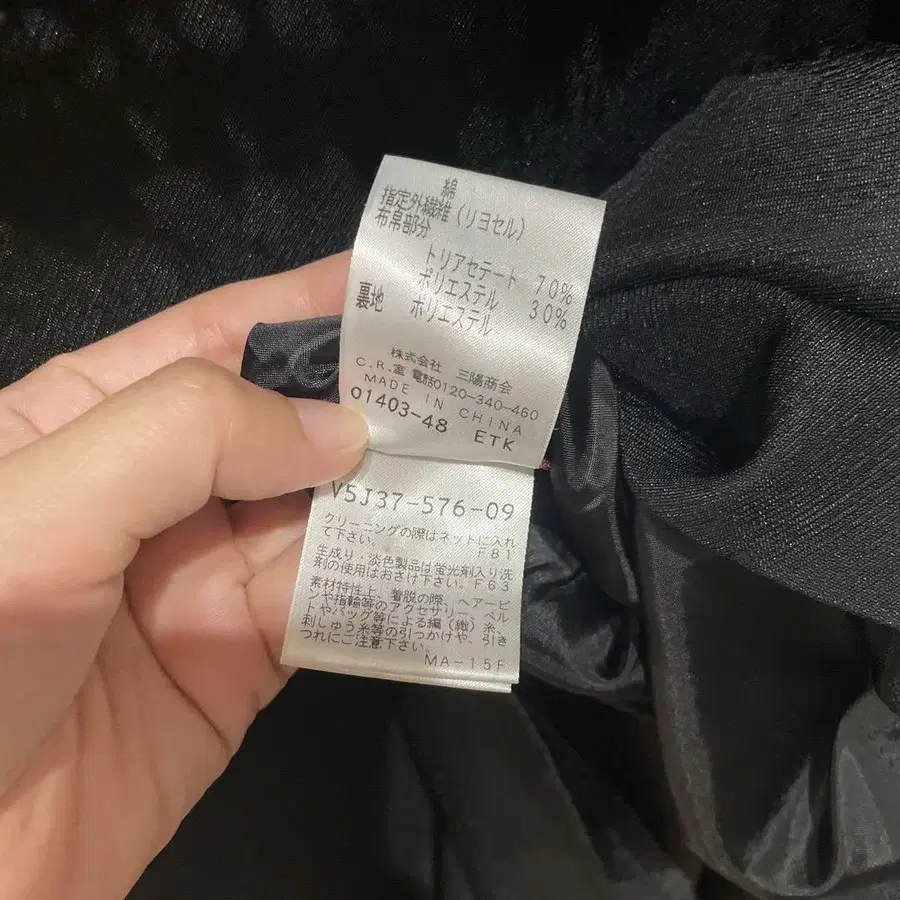 綿
指定外繊維(リヨセル)
布帛部分
トリアセテート 70%
ポリエステル 30%
裏地 ポリエステル
株式会社 三陽商会
C.R.室 電話0120-340-460
MADE IN CHINA
01403-48 ETK
V5J37-576-09
クリーニングの際はネットに入れ
て下さい。 F81
生成り・淡色製品は蛍光剤入り洗
剤の使用はおさけ下さい。F63
素材特性上、着脱の際、ヘアーピ
ンや指輪等のアクセサリー、ベル
トやバッグ等による編(織)糸、
刺しゅう糸等の引っかけや、引き
つれにご注意下さい。
MA-15F